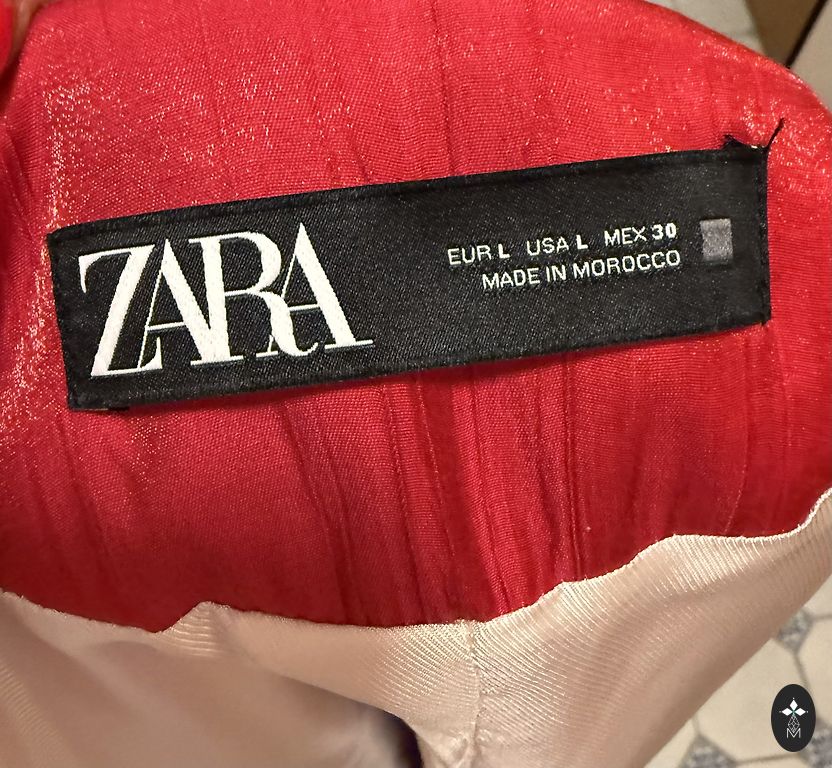 ZARA
EUR L USA L MEX 30
MADE IN MOROCCO
M